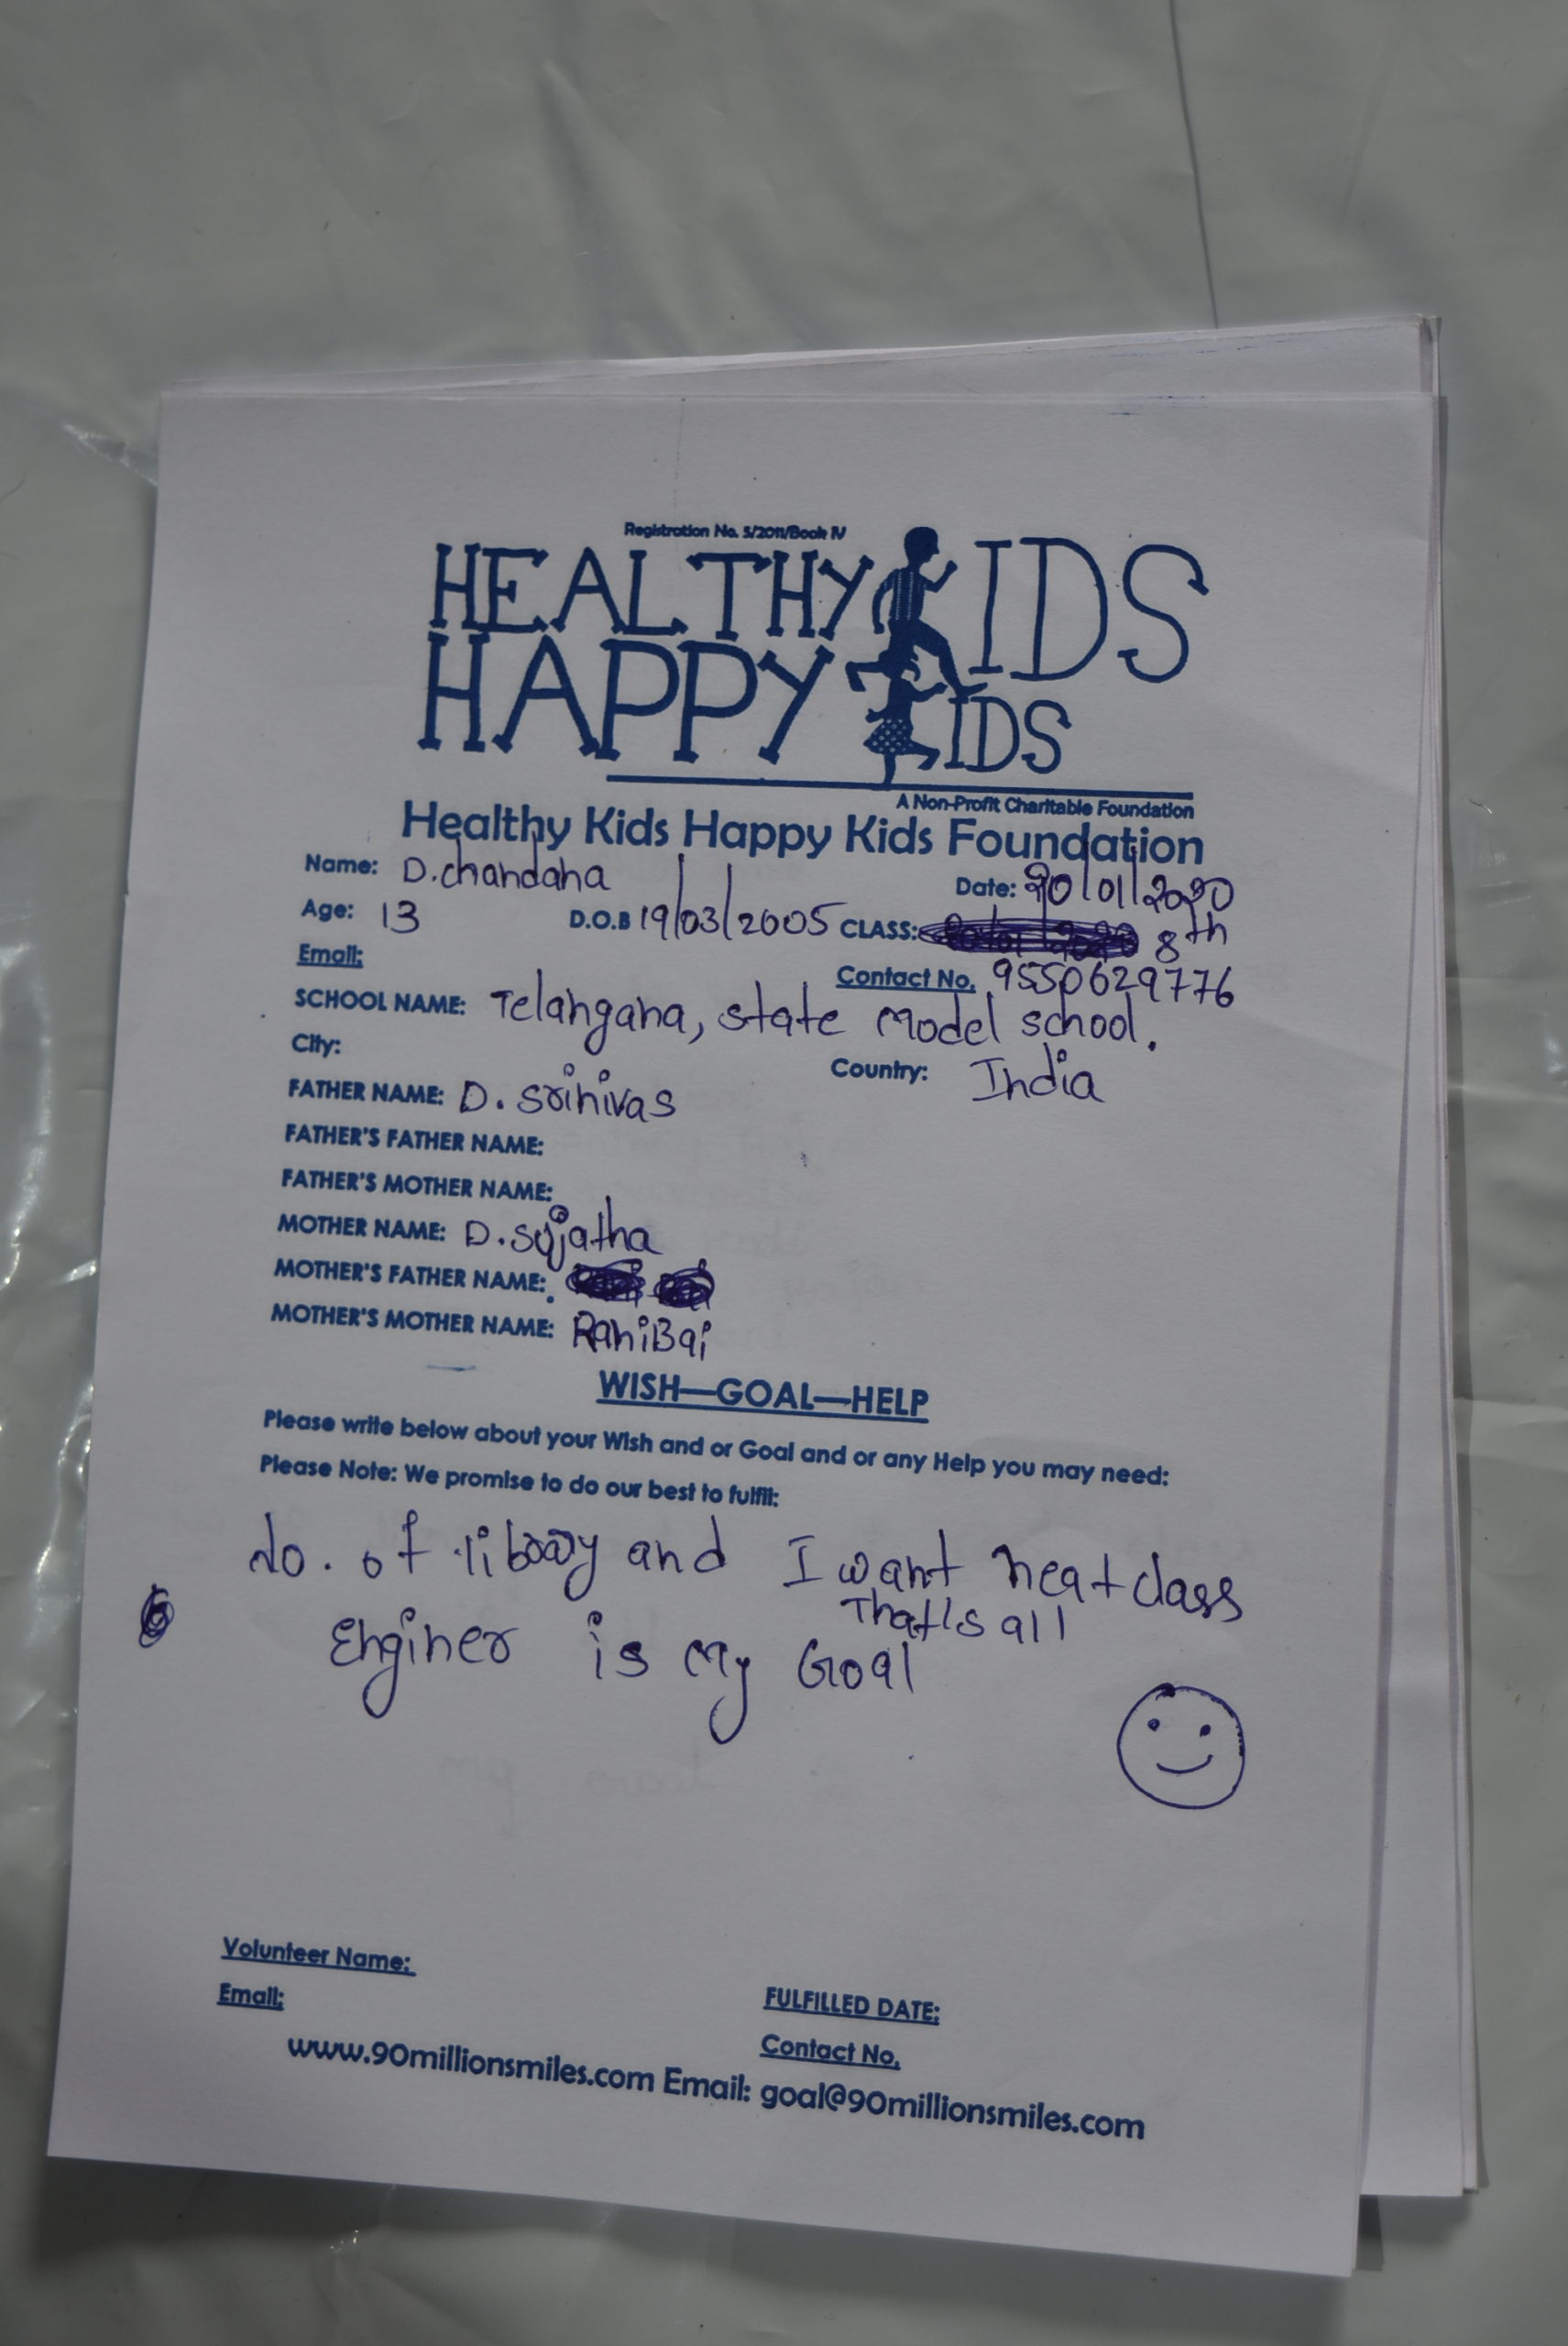 Registration No. 5/2011/Book IV
HEALTHY KIDS
HAPPY KIDS
A Non-Profit Charitable Foundation
Healthy Kids Happy Kids Foundation
Name: D.chandana Date: 20/01/2020
Age: 13 D.O.B 19/03/2005 CLASS: 8th
Email: Contact No. 9550629776
SCHOOL NAME: Telangana, state model school.
City: Country: India
FATHER NAME: D. srinivas
FATHER'S FATHER NAME:
FATHER'S MOTHER NAME:
MOTHER NAME: D.sujatha
MOTHER'S FATHER NAME:
MOTHER'S MOTHER NAME: RaniBai
WISH—GOAL—HELP
Please write below about your Wish and or Goal and or any Help you may need:
Please Note: We promise to do our best to fulfil:
No. of library and I want neat class
That's all
Enginer is my Goal
Volunteer Name:
Email: FULFILLED DATE:
Contact No.
www.90millionsmiles.com Email: goal@90millionsmiles.com